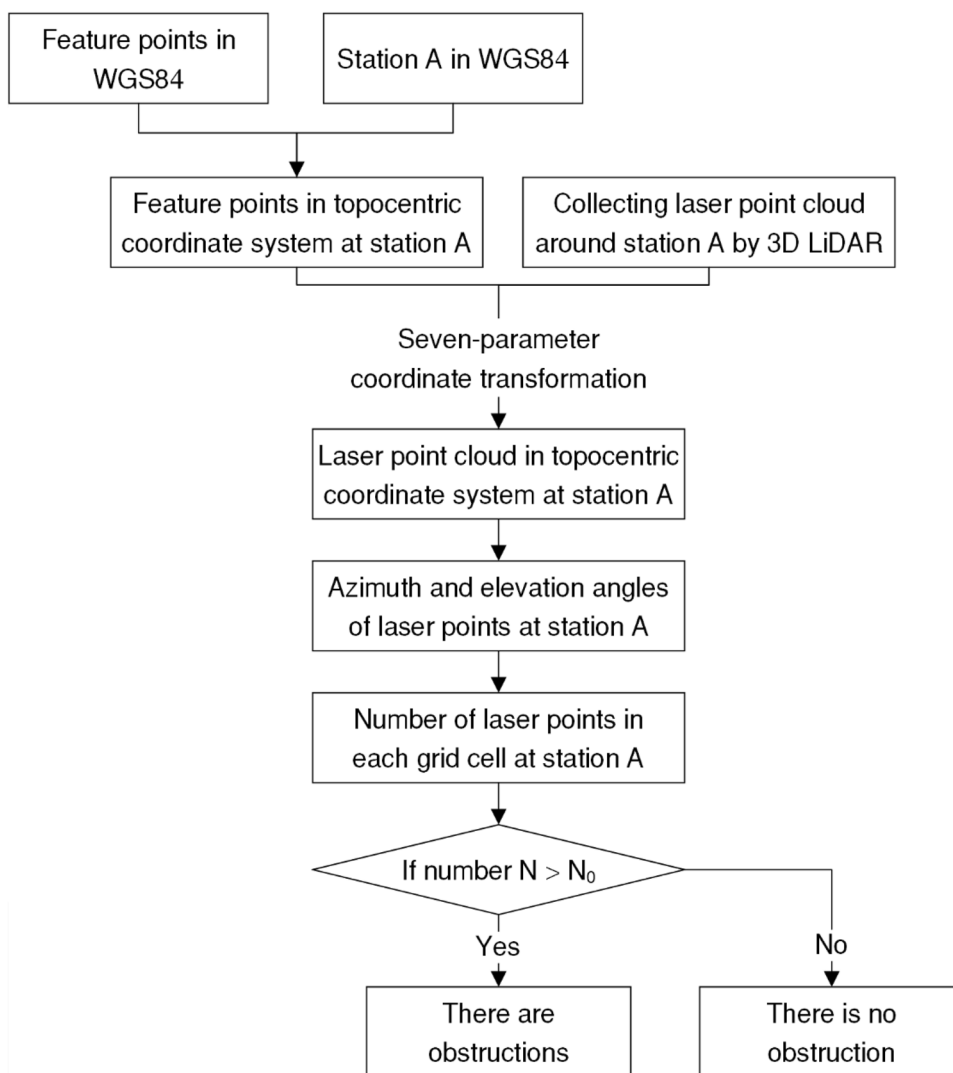 Feature points in
WGS84
Station A in WGS84
Feature points in topocentric
coordinate system at station A
Collecting laser point cloud
around station A by 3D LiDAR
Seven-parameter
coordinate transformation
Laser point cloud in topocentric
coordinate system at station A
Azimuth and elevation angles
of laser points at station A
Number of laser points in
each grid cell at station A
If number N > N₀
Yes
No
There are
obstructions
There is no
obstruction